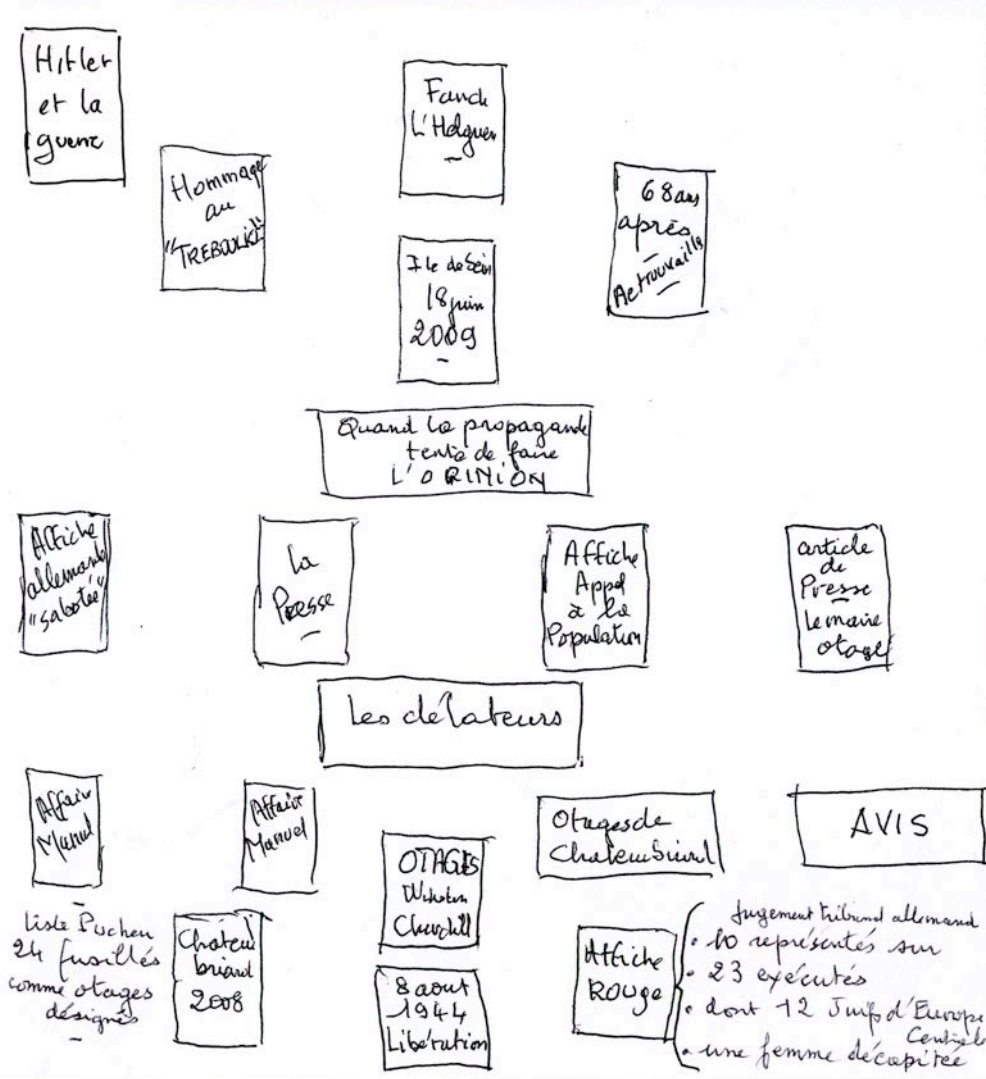 Hitler
et la
guerre
Fanch
L'Helguen
Hommage
au
"TREBOULISTE"
68 ans
après
Retrouvailles
Ile de Sein
18 juin
2009
Quand la propagande
tente de faire
L'OPINION
Affiche
allemande
"sabotée"
La
Presse
Affiche
Appel
à la
Population
article
de
Presse
Le maire
otage
Les délateurs
Affaire
Manuel
Affaire
Manuel
OTAGES
Winston
Churchill
Otages de
Chateaubriand
AVIS
Liste Pucheu
24 fusillés
comme otages
désignés
Chateau
briand
2008
8 aout
1944
Libération
Affiche
ROUGE
Jugement tribunal allemand
• 10 représentés sur
• 23 exécutés
• dont 12 Juifs d'Europe
Centrale
• une femme décapitée